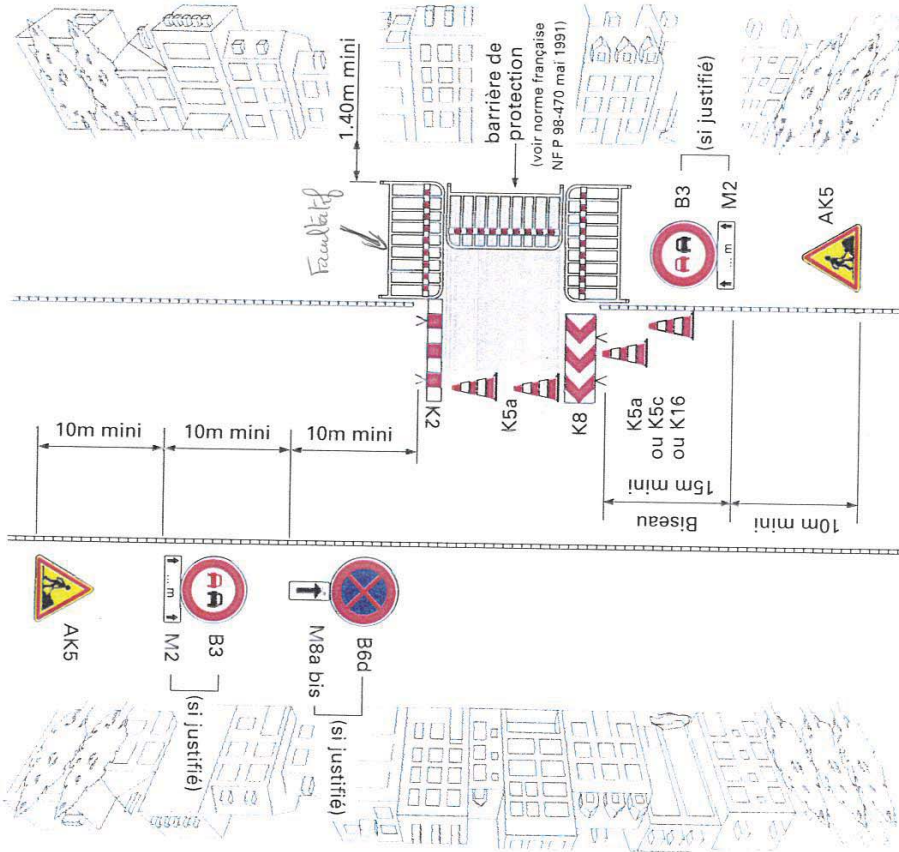 1.40m mini
barrière de
protection
(voir norme française
NF P 98-470 mai 1991)
(si justifié)
Facultatif
B3
M2
... m
AK5
K2
K5a
K8
K5a
ou K5c
ou K16
10m mini
10m mini
10m mini
Biseau
15m mini
10m mini
AK5
... m
M2
B3
(si justifié)
M8a bis
B6d
(si justifié)